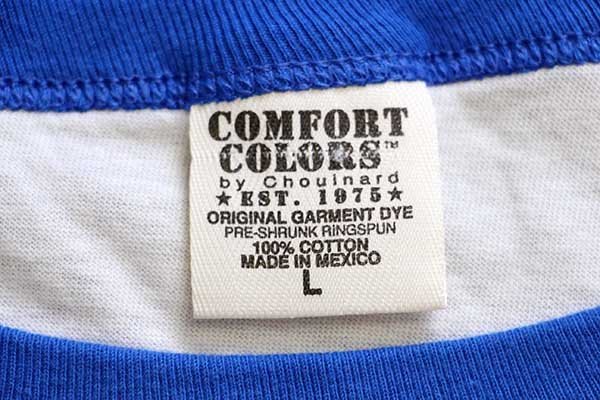 COMFORT
COLORS™
by Chouinard
★ EST. 1975 ★
ORIGINAL GARMENT DYE
PRE-SHRUNK RINGSPUN
100% COTTON
MADE IN MEXICO
L